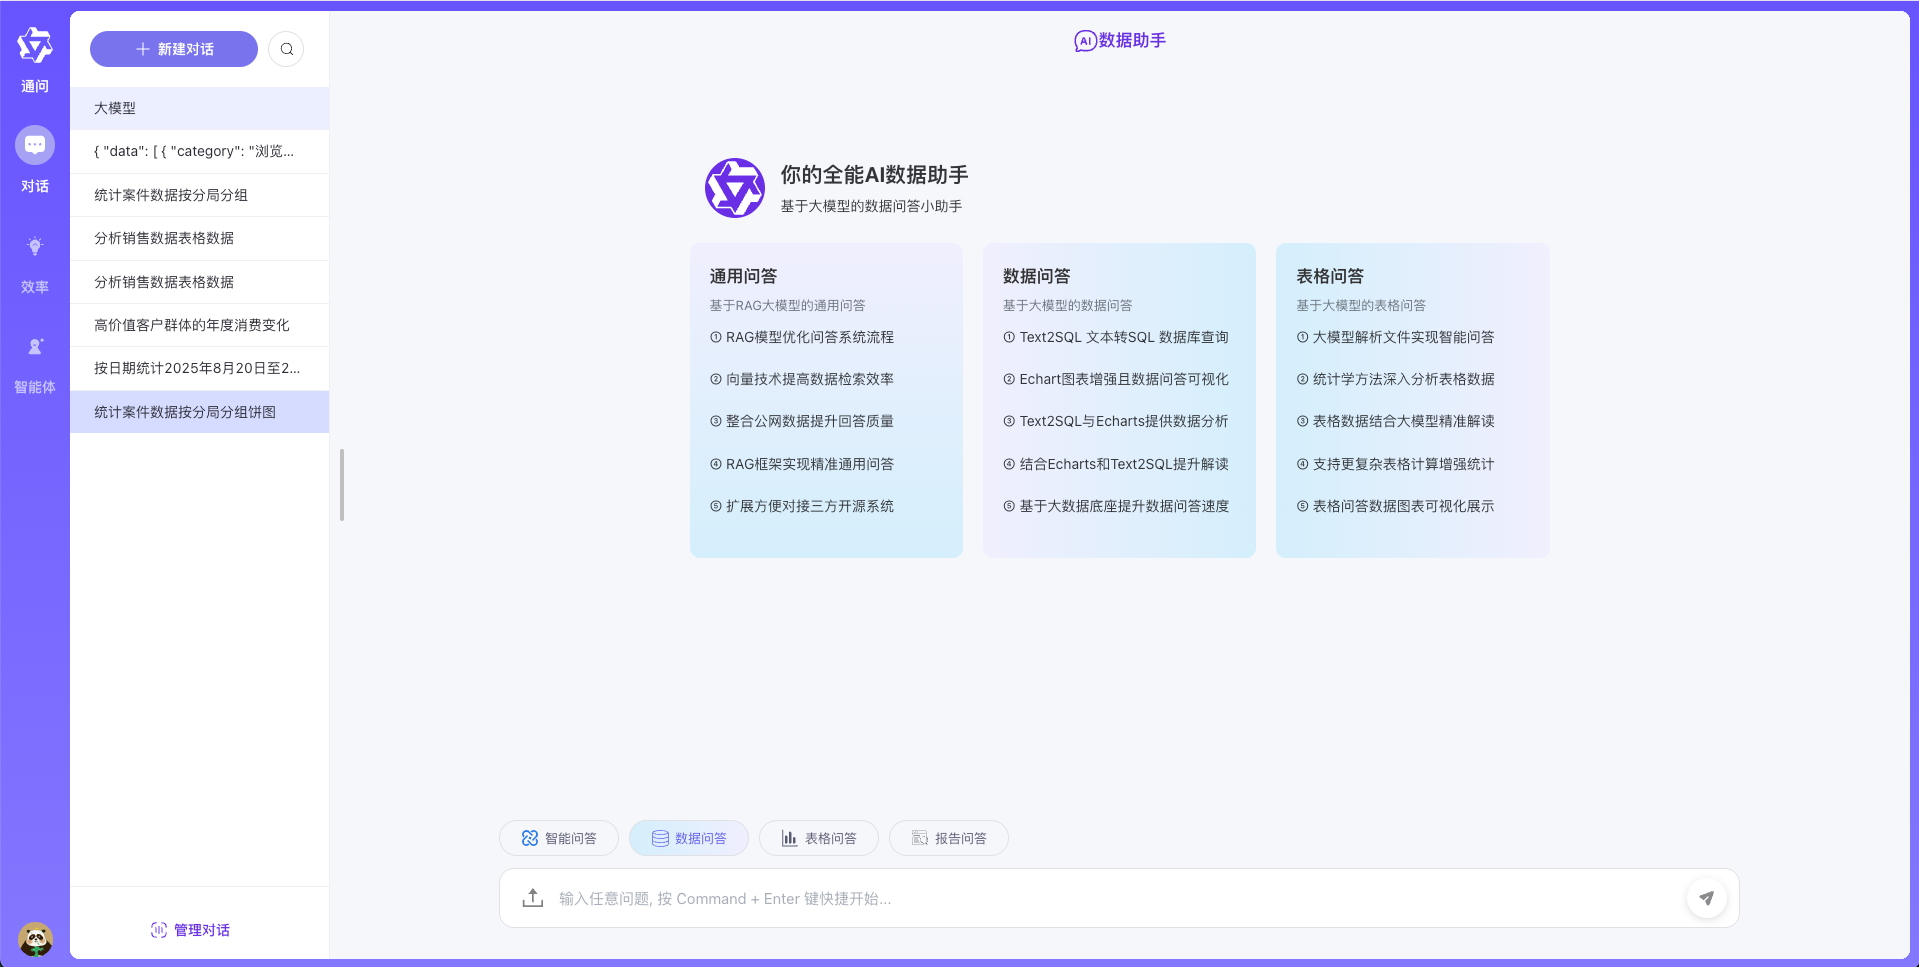 通问
对话
效率
智能体
新建对话
大模型
{ "data": [ { "category": "浏览...
统计案件数据按分局分组
分析销售数据表格数据
分析销售数据表格数据
高价值客户群体的年度消费变化
按日期统计2025年8月20日至2...
统计案件数据按分局分组饼图
管理对话
AI数据助手
你的全能AI数据助手
基于大模型的数据问答小助手
通用问答
基于RAG大模型的通用问答
① RAG模型优化问答系统流程
② 向量技术提高数据检索效率
③ 整合公网数据提升回答质量
④ RAG框架实现精准通用问答
⑤ 扩展方便对接三方开源系统
数据问答
基于大模型的数据问答
① Text2SQL 文本转SQL 数据库查询
② Echart图表增强且数据问答可视化
③ Text2SQL与Echarts提供数据分析
④ 结合Echarts和Text2SQL提升解读
⑤ 基于大数据底座提升数据问答速度
表格问答
基于大模型的表格问答
① 大模型解析文件实现智能问答
② 统计学方法深入分析表格数据
③ 表格数据结合大模型精准解读
④ 支持更复杂表格计算增强统计
⑤ 表格问答数据图表可视化展示
智能问答
数据问答
表格问答
报告问答
输入任意问题, 按 Command + Enter 键快捷开始...